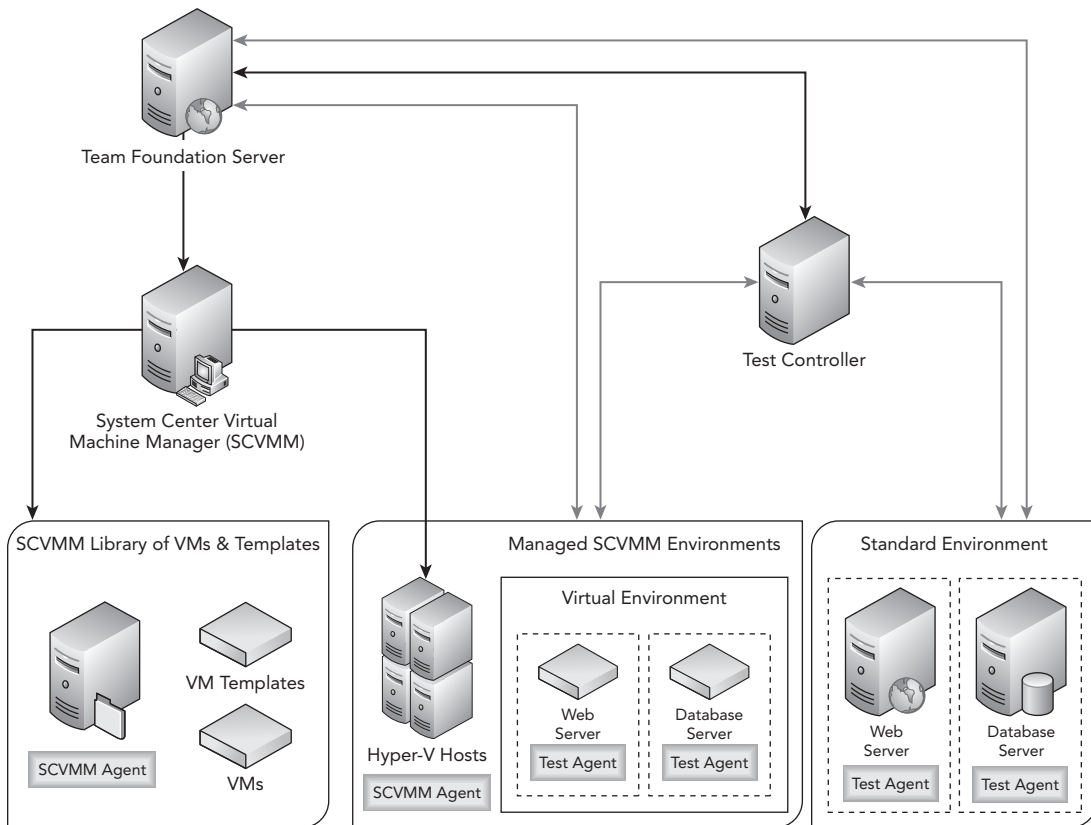 Team Foundation Server
Test Controller
System Center Virtual
Machine Manager (SCVMM)
SCVMM Library of VMs & Templates
VM Templates
SCVMM Agent
VMs
Managed SCVMM Environments
Hyper-V Hosts
SCVMM Agent
Virtual Environment
Web
Server
Test Agent
Database
Server
Test Agent
Standard Environment
Web
Server
Test Agent
Database
Server
Test Agent